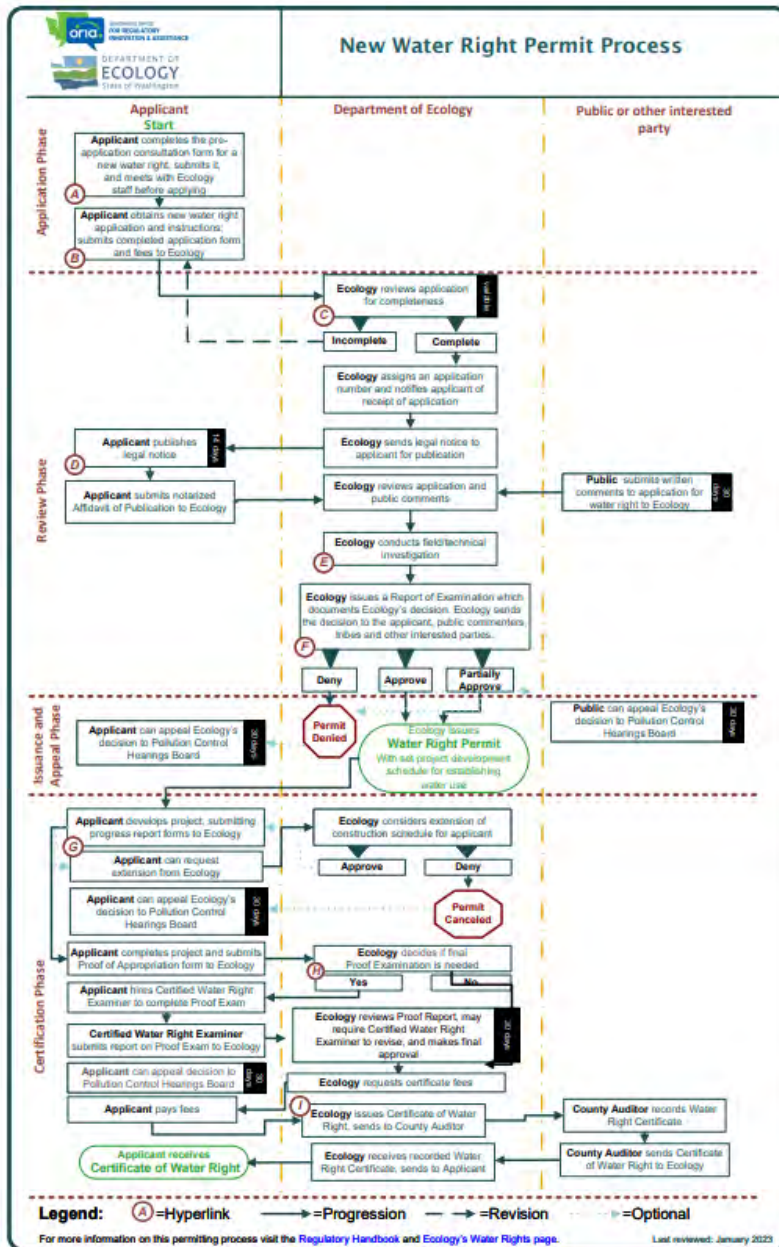 oria.
GOVERNOR'S OFFICE
FOR REGULATORY
INNOVATION & ASSISTANCE
DEPARTMENT OF
ECOLOGY
State of Washington
New Water Right Permit Process
Applicant
Department of Ecology
Public or other interested
party
Application Phase
Start
Applicant completes the pre-
application consultation form for a
new water right, submits it,
and meets with Ecology
staff before applying
A
Applicant obtains new water right
application and instructions;
submits completed application form
and fees to Ecology
B
Review Phase
Ecology reviews application
for completeness
variable
C
Incomplete
Complete
Ecology assigns an application
number and notifies applicant of
receipt of application
Ecology sends legal notice to
applicant for publication
Applicant publishes
legal notice
14 days
D
Applicant submits notarized
Affidavit of Publication to Ecology
Ecology reviews application and
public comments
Public submits written
comments to application for
water right to Ecology
30 days
Ecology conducts field/technical
investigation
E
Ecology issues a Report of Examination which
documents Ecology's decision. Ecology sends
the decision to the applicant, public commenters,
tribes and other interested parties.
F
Deny
Approve
Partially
Approve
Issuance and
Appeal Phase
Applicant can appeal Ecology's
decision to Pollution Control
Hearings Board
30 days
Permit
Denied
Ecology issues
Water Right Permit
With set project development
schedule for establishing
water use
Public can appeal Ecology's
decision to Pollution Control
Hearings Board
30 days
Certification Phase
Applicant develops project, submitting
progress report forms to Ecology
G
Applicant can request
extension from Ecology
Ecology considers extension of
construction schedule for applicant
Approve
Deny
Applicant can appeal Ecology's
decision to Pollution Control
Hearings Board
30 days
Permit
Canceled
Applicant completes project and submits
Proof of Appropriation form to Ecology
Ecology decides if final
Proof Examination is needed
H
Yes
No
Applicant hires Certified Water Right
Examiner to complete Proof Exam
Certified Water Right Examiner
submits report on Proof Exam to Ecology
Ecology reviews Proof Report, may
require Certified Water Right
Examiner to revise, and makes final
approval
30 days
Applicant can appeal decision to
Pollution Control Hearings Board
30 days
Ecology requests certificate fees
Applicant pays fees
I
Ecology issues Certificate of Water
Right, sends to County Auditor
County Auditor records Water
Right Certificate
County Auditor sends Certificate
of Water Right to Ecology
Ecology receives recorded Water
Right Certificate, sends to Applicant
Applicant receives
Certificate of Water Right
Legend: A =Hyperlink =Progression =Revision =Optional
For more information on this permitting process visit the Regulatory Handbook and Ecology's Water Rights page.
Last reviewed: January 2023